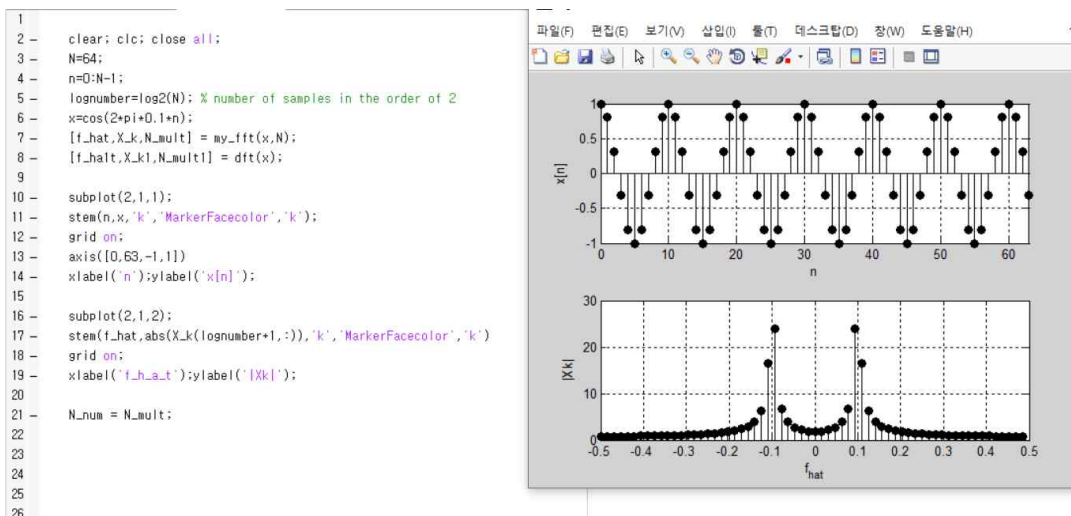 1
2 – clear; clc; close all;
3 – N=64;
4 – n=0:N-1;
5 – lognumber=log2(N); % number of samples in the order of 2
6 – x=cos(2*pi*0.1*n);
7 – [f_hat,X_k,N_mult] = my_fft(x,N);
8 – [f_ha1t,X_k1,N_mult1] = dft(x);
9
10 – subplot(2,1,1);
11 – stem(n,x,'k','MarkerFacecolor','k');
12 – grid on;
13 – axis([0,63,-1,1])
14 – xlabel('n');ylabel('x[n]');
15
16 – subplot(2,1,2);
17 – stem(f_hat,abs(X_k(lognumber+1,:)),'k','MarkerFacecolor','k')
18 – grid on;
19 – xlabel('f_h_a_t');ylabel('|Xk|');
20
21 – N_num = N_mult;
22
23
24
25
26
파일(F) 편집(E) 보기(V) 삽입(I) 툴(T) 데스크탑(D) 창(W) 도움말(H)
1
0.5
0
-0.5
-1
x[n]
0 10 20 30 40 50 60
n
30
20
10
0
|Xk|
-0.5 -0.4 -0.3 -0.2 -0.1 0 0.1 0.2 0.3 0.4 0.5
f_hat